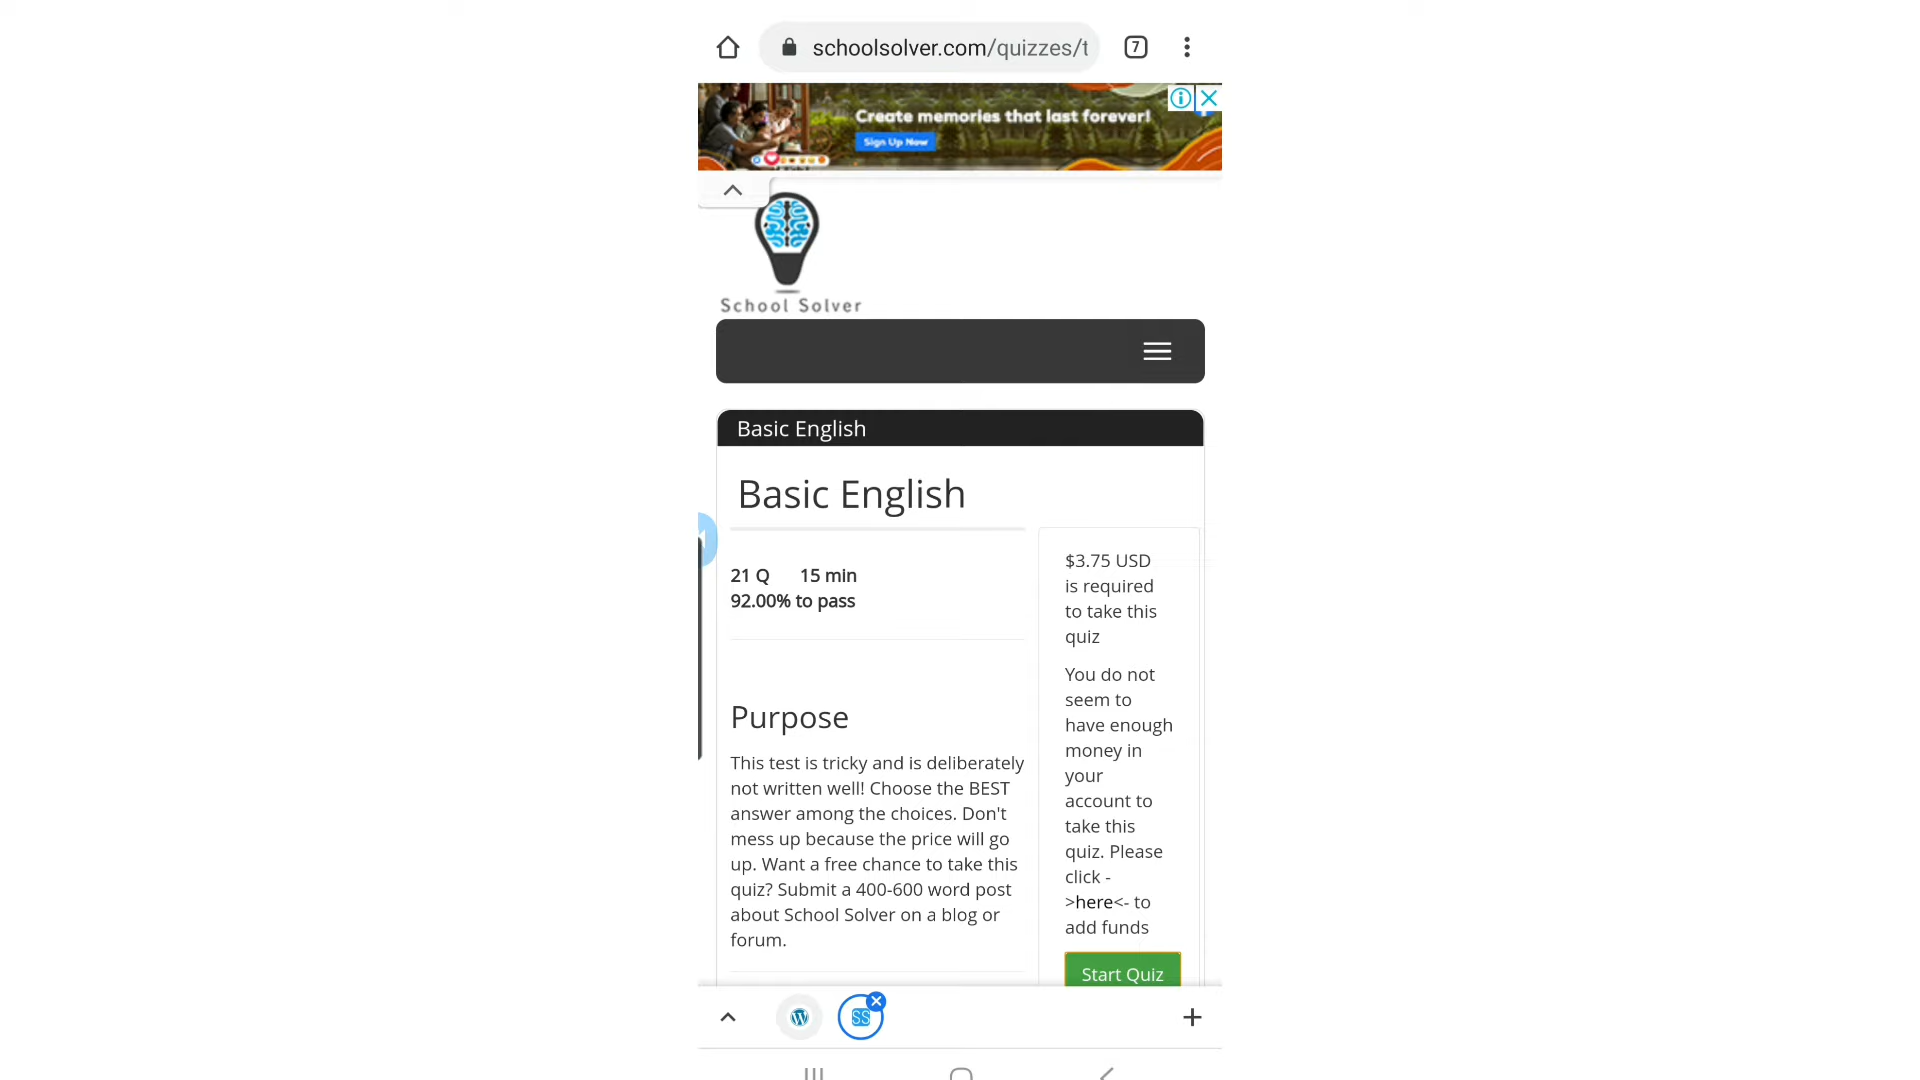 schoolsolver.com/quizzes/t
7
Create memories that last forever!
Sign Up Now
School Solver
Basic English
Basic English
21 Q 15 min
92.00% to pass
Purpose
This test is tricky and is deliberately
not written well! Choose the BEST
answer among the choices. Don't
mess up because the price will go
up. Want a free chance to take this
quiz? Submit a 400-600 word post
about School Solver on a blog or
forum.
$3.75 USD
is required
to take this
quiz
You do not
seem to
have enough
money in
your
account to
take this
quiz. Please
click -
>here<- to
add funds
Start Quiz
SS